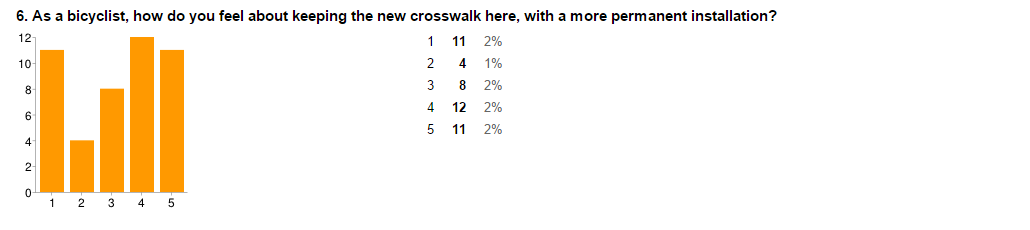 6. As a bicyclist, how do you feel about keeping the new crosswalk here, with a more permanent installation?
12
10
8
6
4
2
0
1 2 3 4 5
1 11 2%
2 4 1%
3 8 2%
4 12 2%
5 11 2%